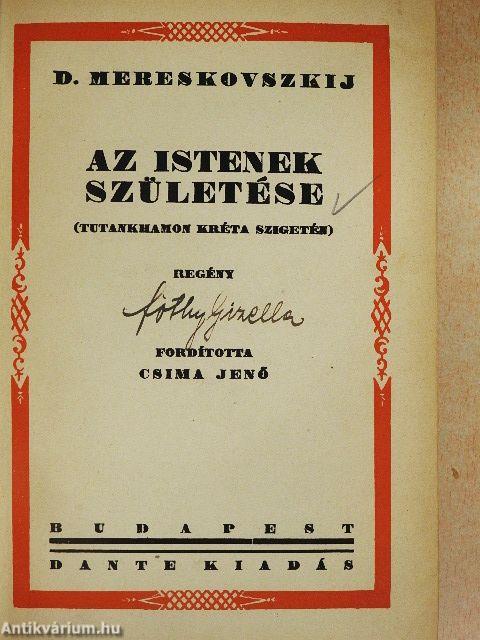 D. MERESKOVSZKIJ
AZ ISTENEK
SZÜLETÉSE
(TUTANKHAMON KRÉTA SZIGETÉN)
REGÉNY
Gizella
FORDÍTOTTA
CSIMA JENŐ
BUDAPEST
DANTE KIADÁS
Antikvárium.hu